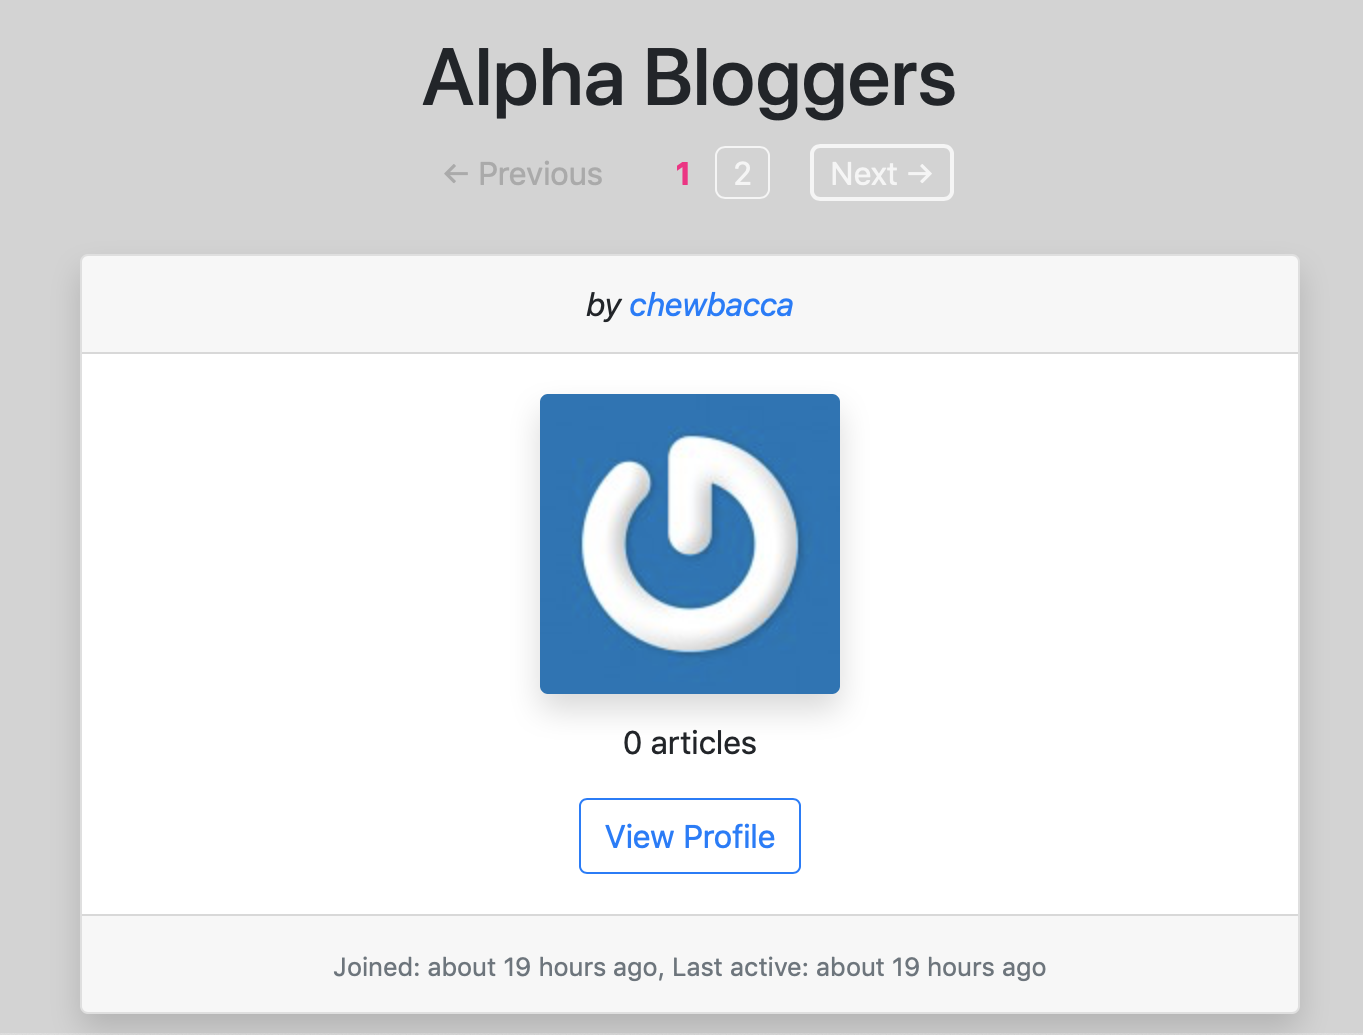 Alpha Bloggers
← Previous 1 2 Next →
by chewbacca
0 articles
View Profile
Joined: about 19 hours ago, Last active: about 19 hours ago